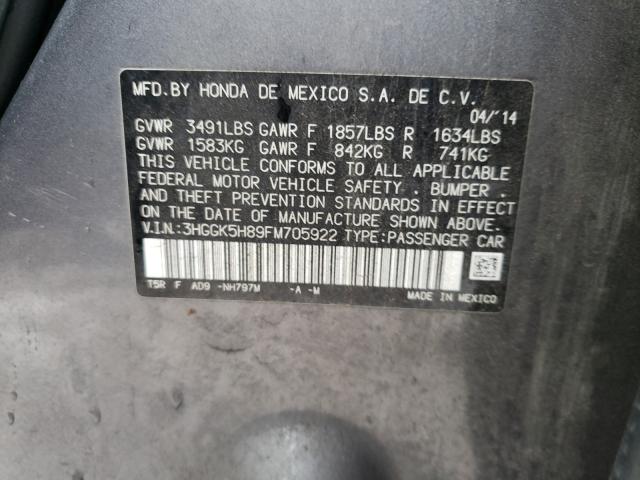 MFD.BY HONDA DE MEXICO S.A. DE C.V.
04/'14
GVWR 3491LBS GAWR F 1857LBS R 1634LBS
GVWR 1583KG GAWR F 842KG R 741KG
THIS VEHICLE CONFORMS TO ALL APPLICABLE
FEDERAL MOTOR VEHICLE SAFETY . BUMPER .
AND THEFT PREVENTION STANDARDS IN EFFECT
ON THE DATE OF MANUFACTURE SHOWN ABOVE.
V.I.N.:3HGGK5H89FM705922 TYPE:PASSENGER CAR
T5R F AD9 -NH797M -A -M MADE IN MEXICO